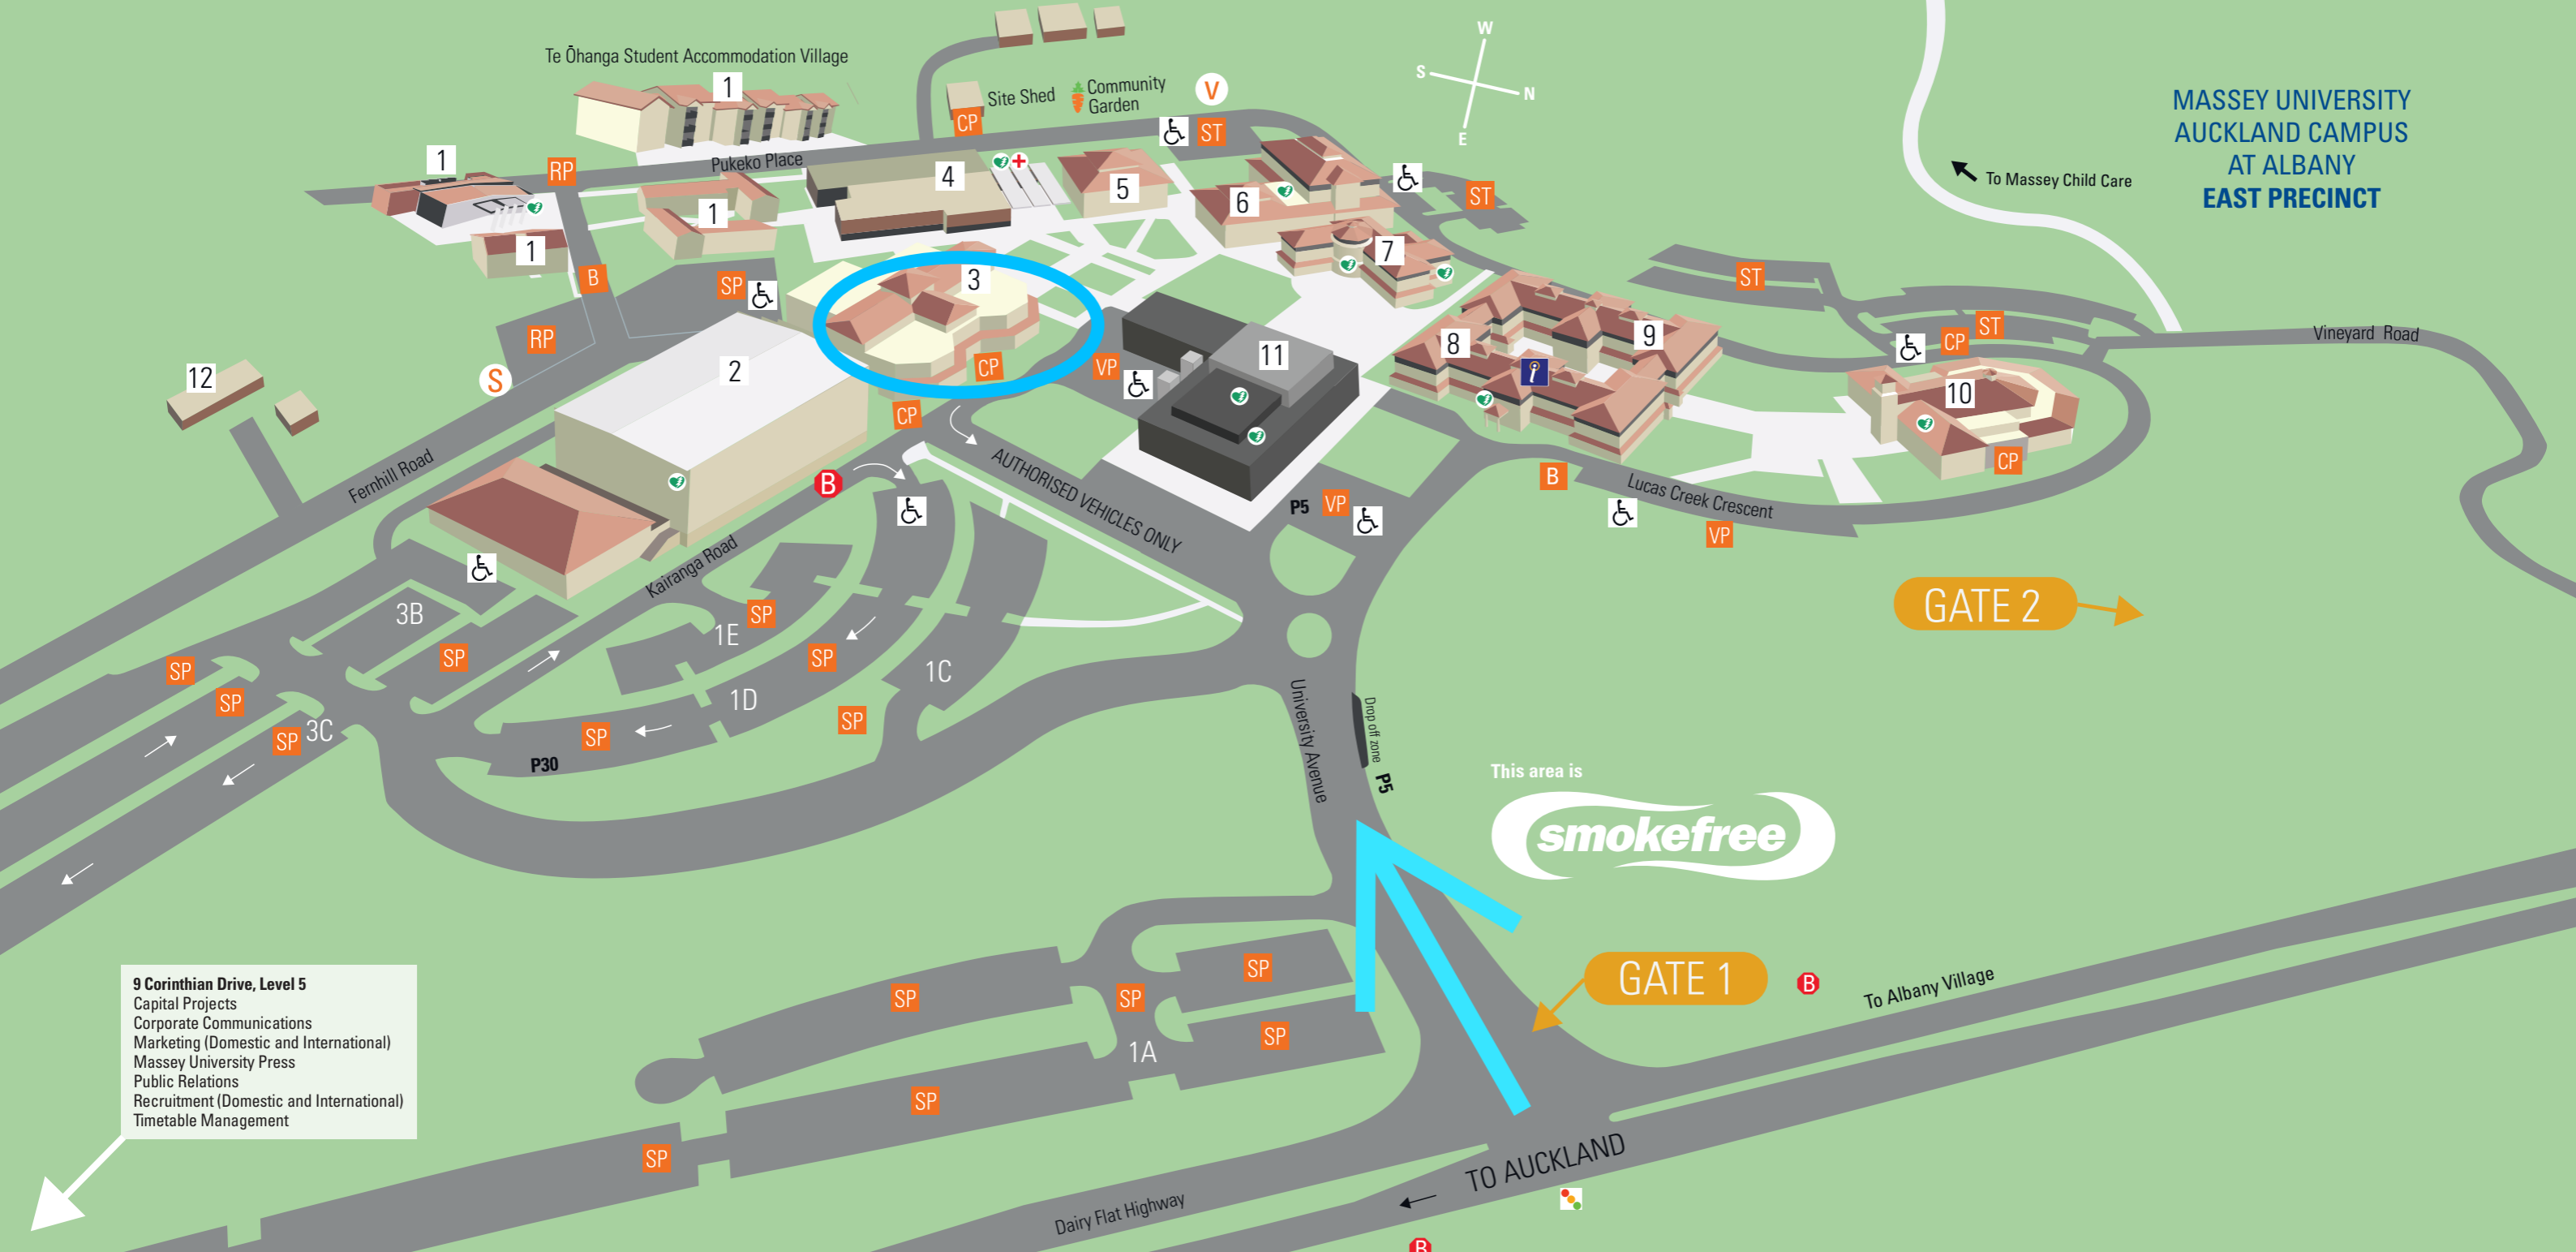 W
S
N
E
MASSEY UNIVERSITY
AUCKLAND CAMPUS
AT ALBANY
EAST PRECINCT
Te Ōhanga Student Accommodation Village
1
Site Shed
Community
Garden
V
CP
ST
To Massey Child Care
1
RP
Pukeko Place
4
5
6
ST
1
1
7
B
SP
3
ST
RP
2
CP
VP
11
8
9
ST
CP
Vineyard Road
12
S
CP
10
B
AUTHORISED VEHICLES ONLY
Fernhill Road
P5
VP
B
Lucas Creek Crescent
CP
VP
Kairanga Road
3B
SP
1E
SP
SP
1C
GATE 2
SP
SP
SP
3C
SP
1D
SP
P30
University Avenue
Drop off zone
P5
This area is
smokefree
SP
SP
SP
SP
1A
SP
SP
GATE 1
B
To Albany Village
9 Corinthian Drive, Level 5
Capital Projects
Corporate Communications
Marketing (Domestic and International)
Massey University Press
Public Relations
Recruitment (Domestic and International)
Timetable Management
TO AUCKLAND
Dairy Flat Highway
B